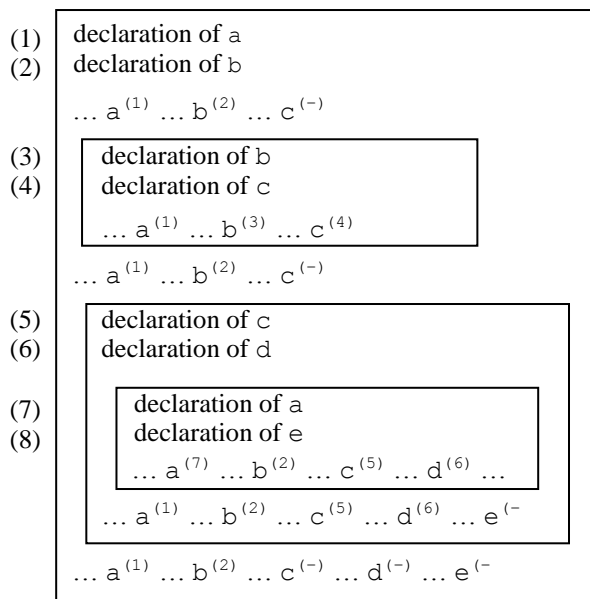 (1) declaration of a
(2) declaration of b
… a(1) … b(2) … c(−)
(3) declaration of b
(4) declaration of c
… a(1) … b(3) … c(4)
… a(1) … b(2) … c(−)
(5) declaration of c
(6) declaration of d
(7) declaration of a
(8) declaration of e
… a(7) … b(2) … c(5) … d(6) …
… a(1) … b(2) … c(5) … d(6) … e(−
… a(1) … b(2) … c(−) … d(−) … e(−